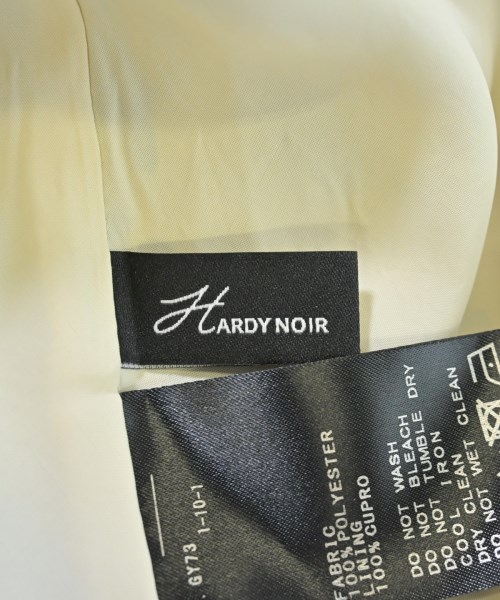 HARDY NOIR
GY73 1-10-1
FABRIC
100%POLYESTER
LINING
100%CUPRO
DO NOT WASH
DO NOT BLEACH
DO NOT TUMBLE DRY
DO NOT IRON
COOL
DRY CLEAN
DO NOT WET CLEAN